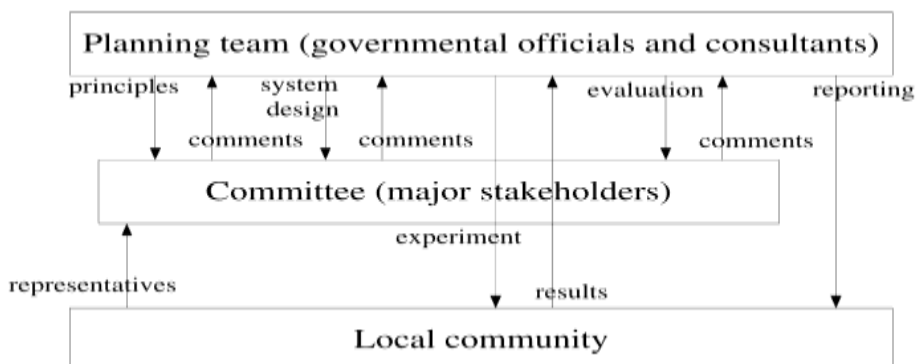 Planning team (governmental officials and consultants)
principles
system
design
evaluation
reporting
comments
comments
comments
Committee (major stakeholders)
experiment
representatives
results
Local community